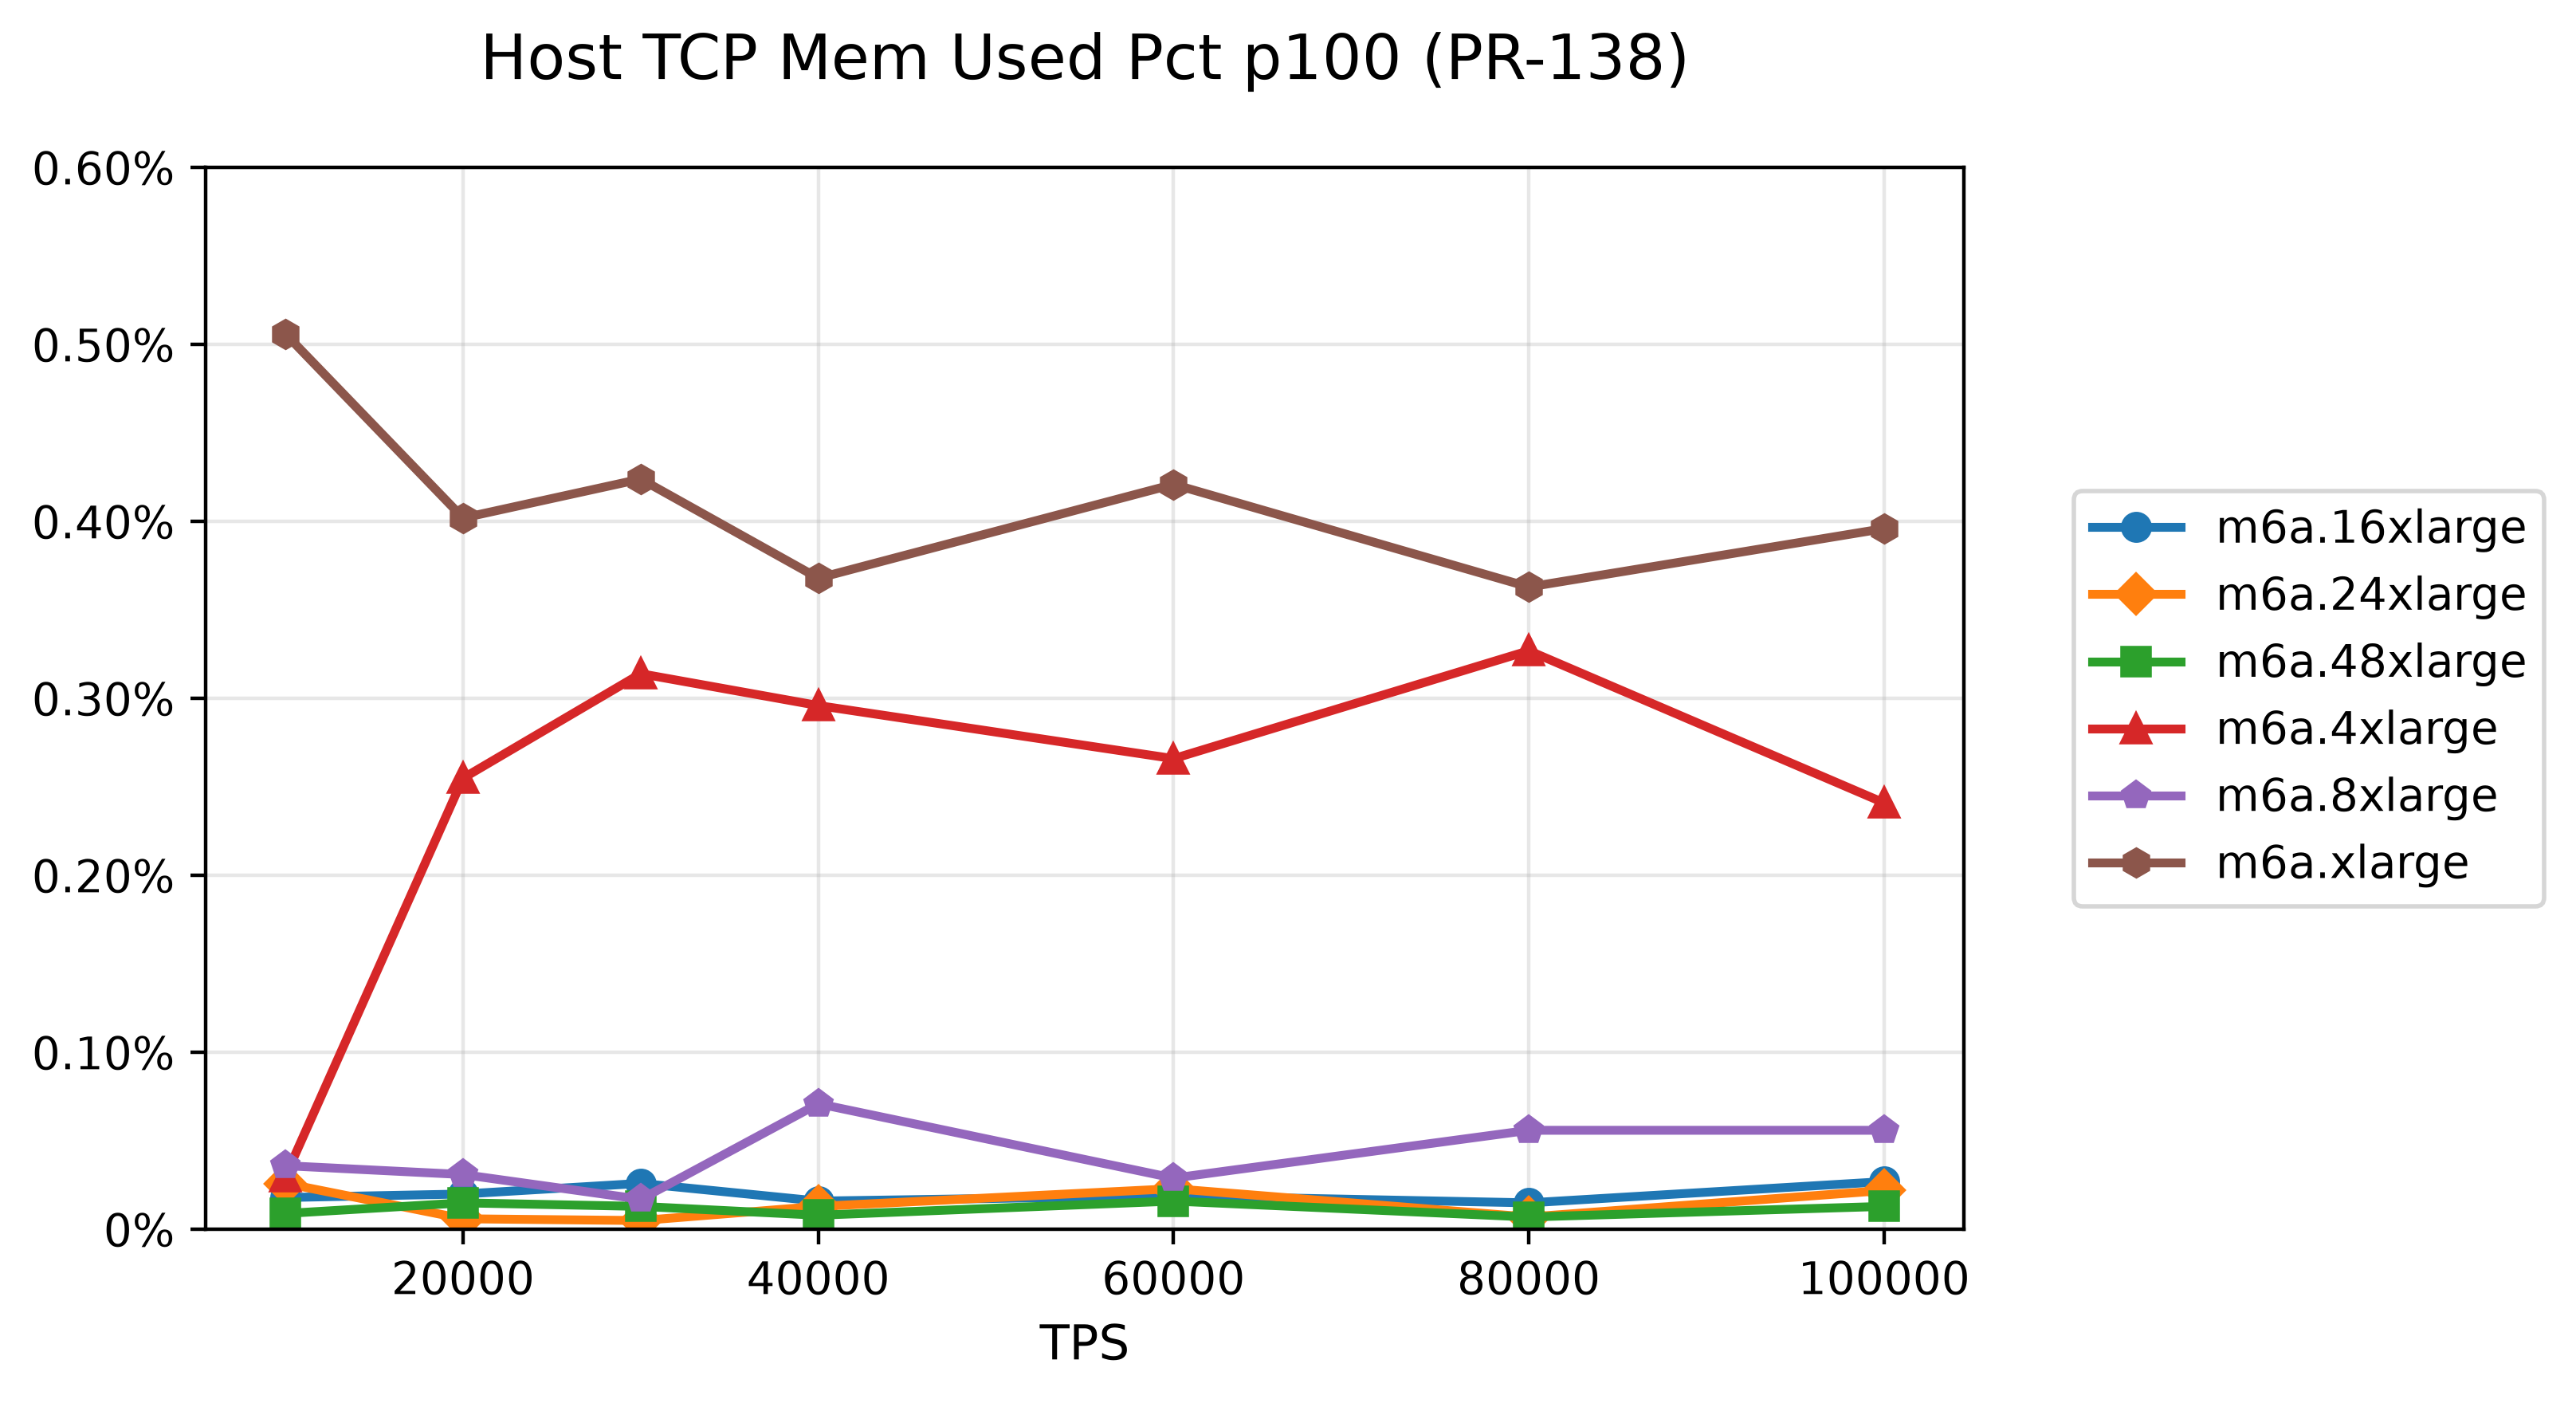 Host TCP Mem Used Pct p100 (PR-138)
0.60%
0.50%
0.40%
0.30%
0.20%
0.10%
0%
20000 40000 60000 80000 100000
TPS
m6a.16xlarge
m6a.24xlarge
m6a.48xlarge
m6a.4xlarge
m6a.8xlarge
m6a.xlarge